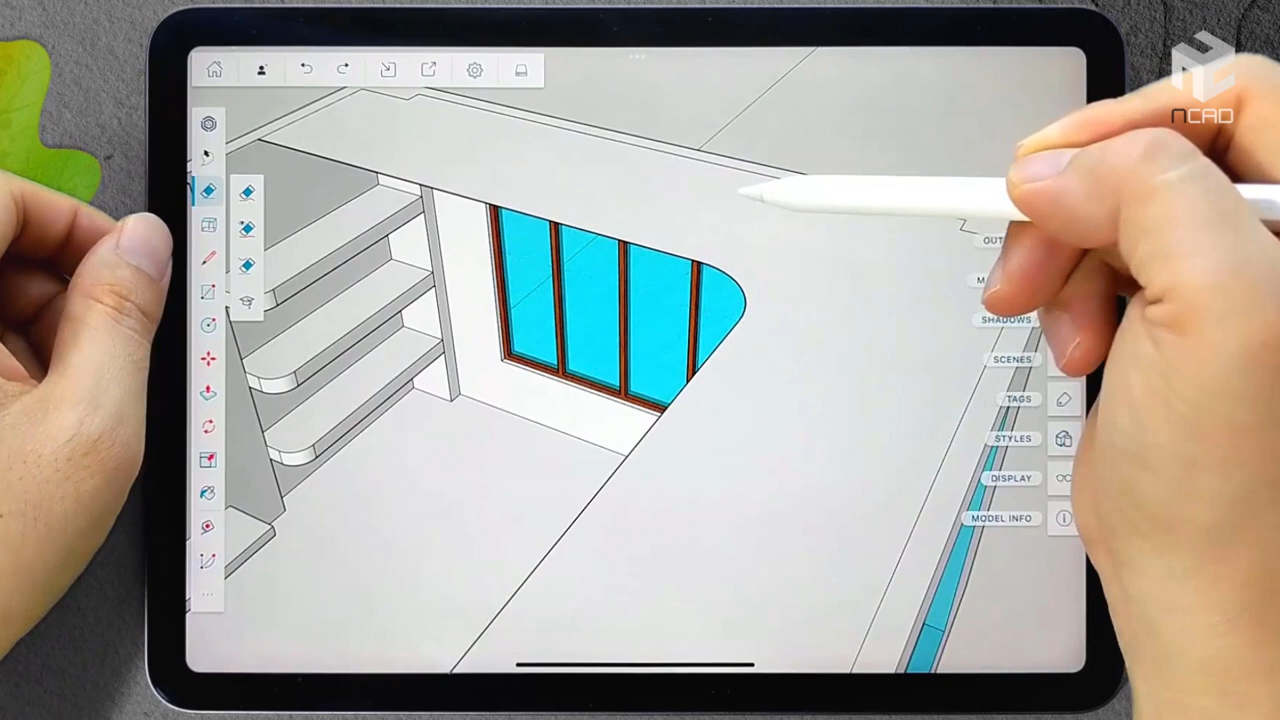 nCAD
OUT
M
SHADOWS
SCENES
TAGS
STYLES
DISPLAY
MODEL INFO